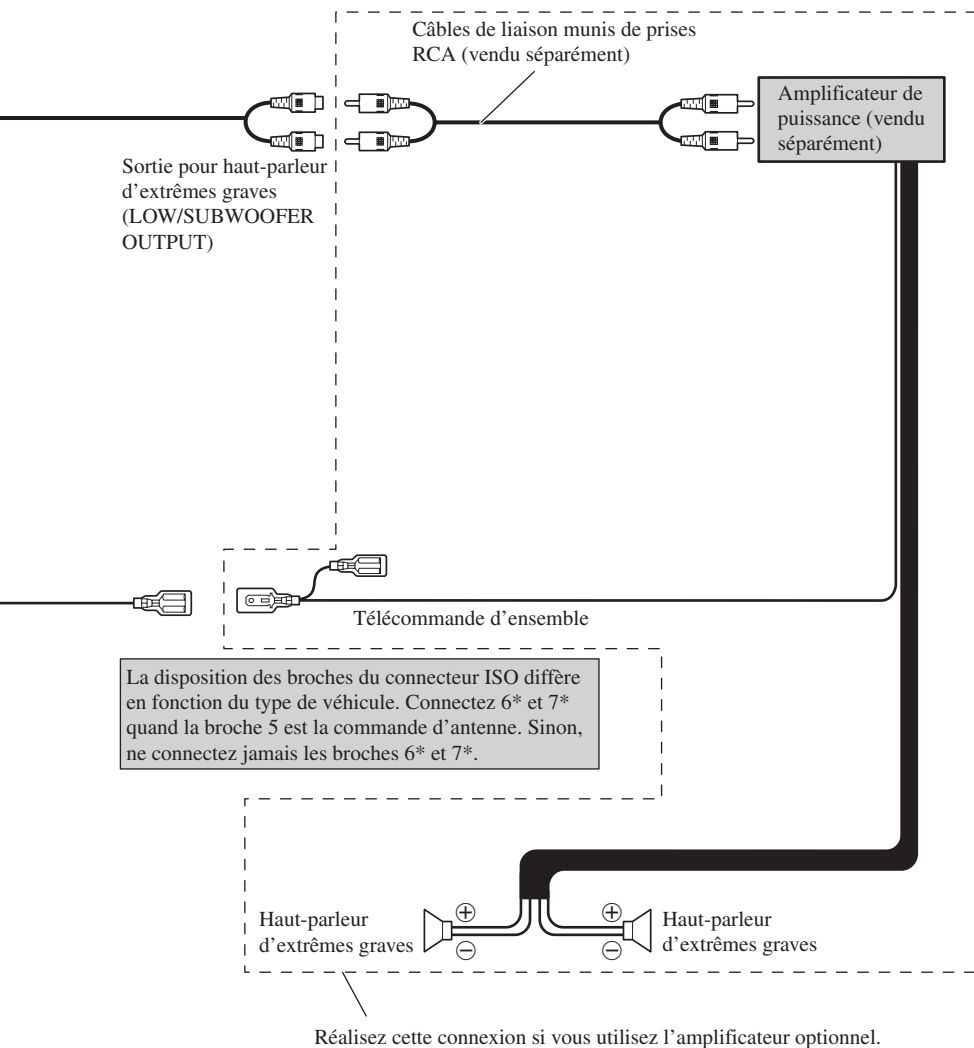 Câbles de liaison munis de prises
RCA (vendu séparément)
Amplificateur de
puissance (vendu
séparément)
Sortie pour haut-parleur
d’extrêmes graves
(LOW/SUBWOOFER
OUTPUT)
Télécommande d’ensemble
La disposition des broches du connecteur ISO diffère
en fonction du type de véhicule. Connectez 6* et 7*
quand la broche 5 est la commande d’antenne. Sinon,
ne connectez jamais les broches 6* et 7*.
Haut-parleur
d’extrêmes graves
+
−
+
−
Haut-parleur
d’extrêmes graves
Réalisez cette connexion si vous utilisez l’amplificateur optionnel.